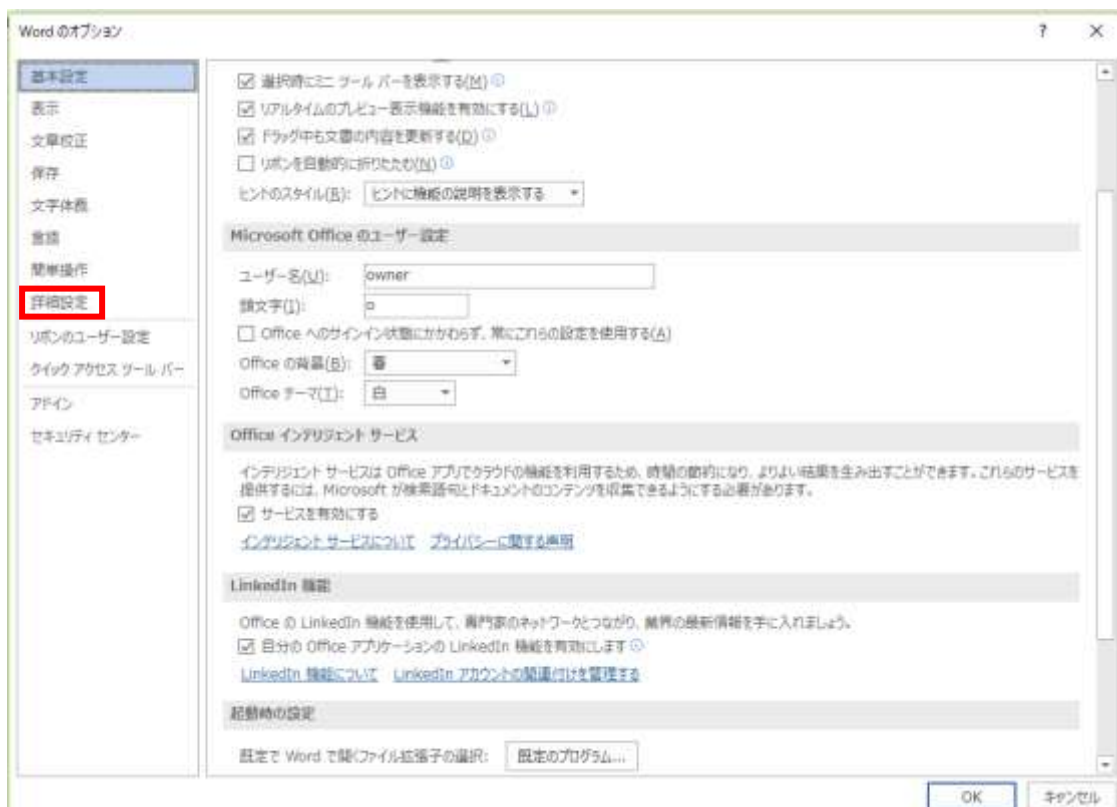 Word のオプション
?
×
基本設定
表示
文章校正
保存
文字体裁
言語
簡単操作
詳細設定
リボンのユーザー設定
クイック アクセス ツール バー
アドイン
セキュリティ センター
選択時にミニ ツール バーを表示する(M)
リアルタイムのプレビュー表示機能を有効にする(L)
ドラッグ中も文書の内容を更新する(D)
リボンを自動的に折りたたむ(N)
ヒントのスタイル(R): ヒントに機能の説明を表示する
Microsoft Office のユーザー設定
ユーザー名(U): owner
頭文字(I): o
Office へのサインイン状態にかかわらず、常にこれらの設定を使用する(A)
Office の背景(B): 春
Office テーマ(T): 白
Office インテリジェント サービス
インテリジェント サービスは Office アプリでクラウドの機能を利用するため、時間の節約になり、よりよい結果を生み出すことができます。これらのサービスを
提供するには、Microsoft が検索語句とドキュメントのコンテンツを収集できるようにする必要があります。
サービスを有効にする
インテリジェント サービスについて プライバシーに関する声明
LinkedIn 機能
Office の LinkedIn 機能を使用して、専門家のネットワークとつながり、業界の最新情報を手に入れましょう。
自分の Office アプリケーションの LinkedIn 機能を有効にします
LinkedIn 機能について LinkedIn アカウントの関連付けを管理する
起動時の設定
既定で Word で開くファイル拡張子の選択: 既定のプログラム...
OK
キャンセル